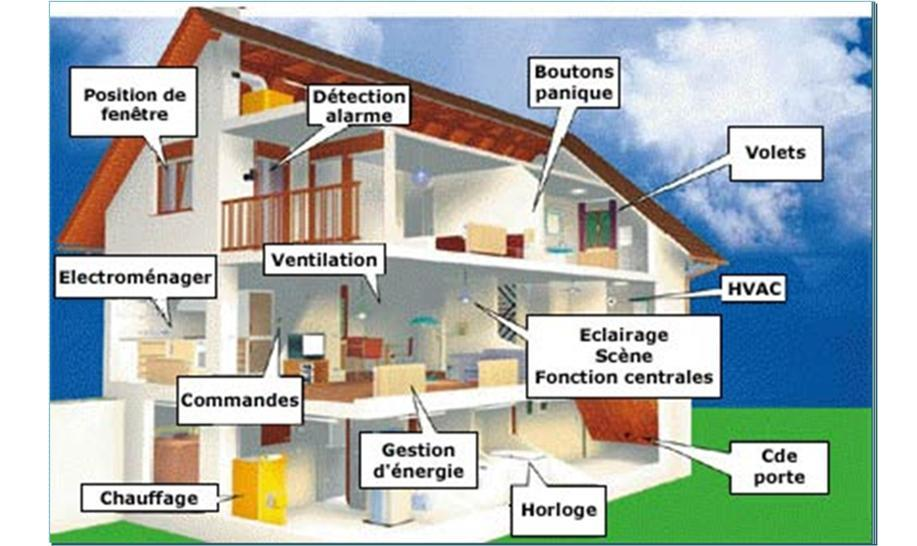 Boutons
panique
Position de
fenêtre
Détection
alarme
Volets
Ventilation
Electroménager
HVAC
Eclairage
Scène
Fonction centrales
Commandes
Gestion
d'énergie
Cde
porte
Chauffage
Horloge